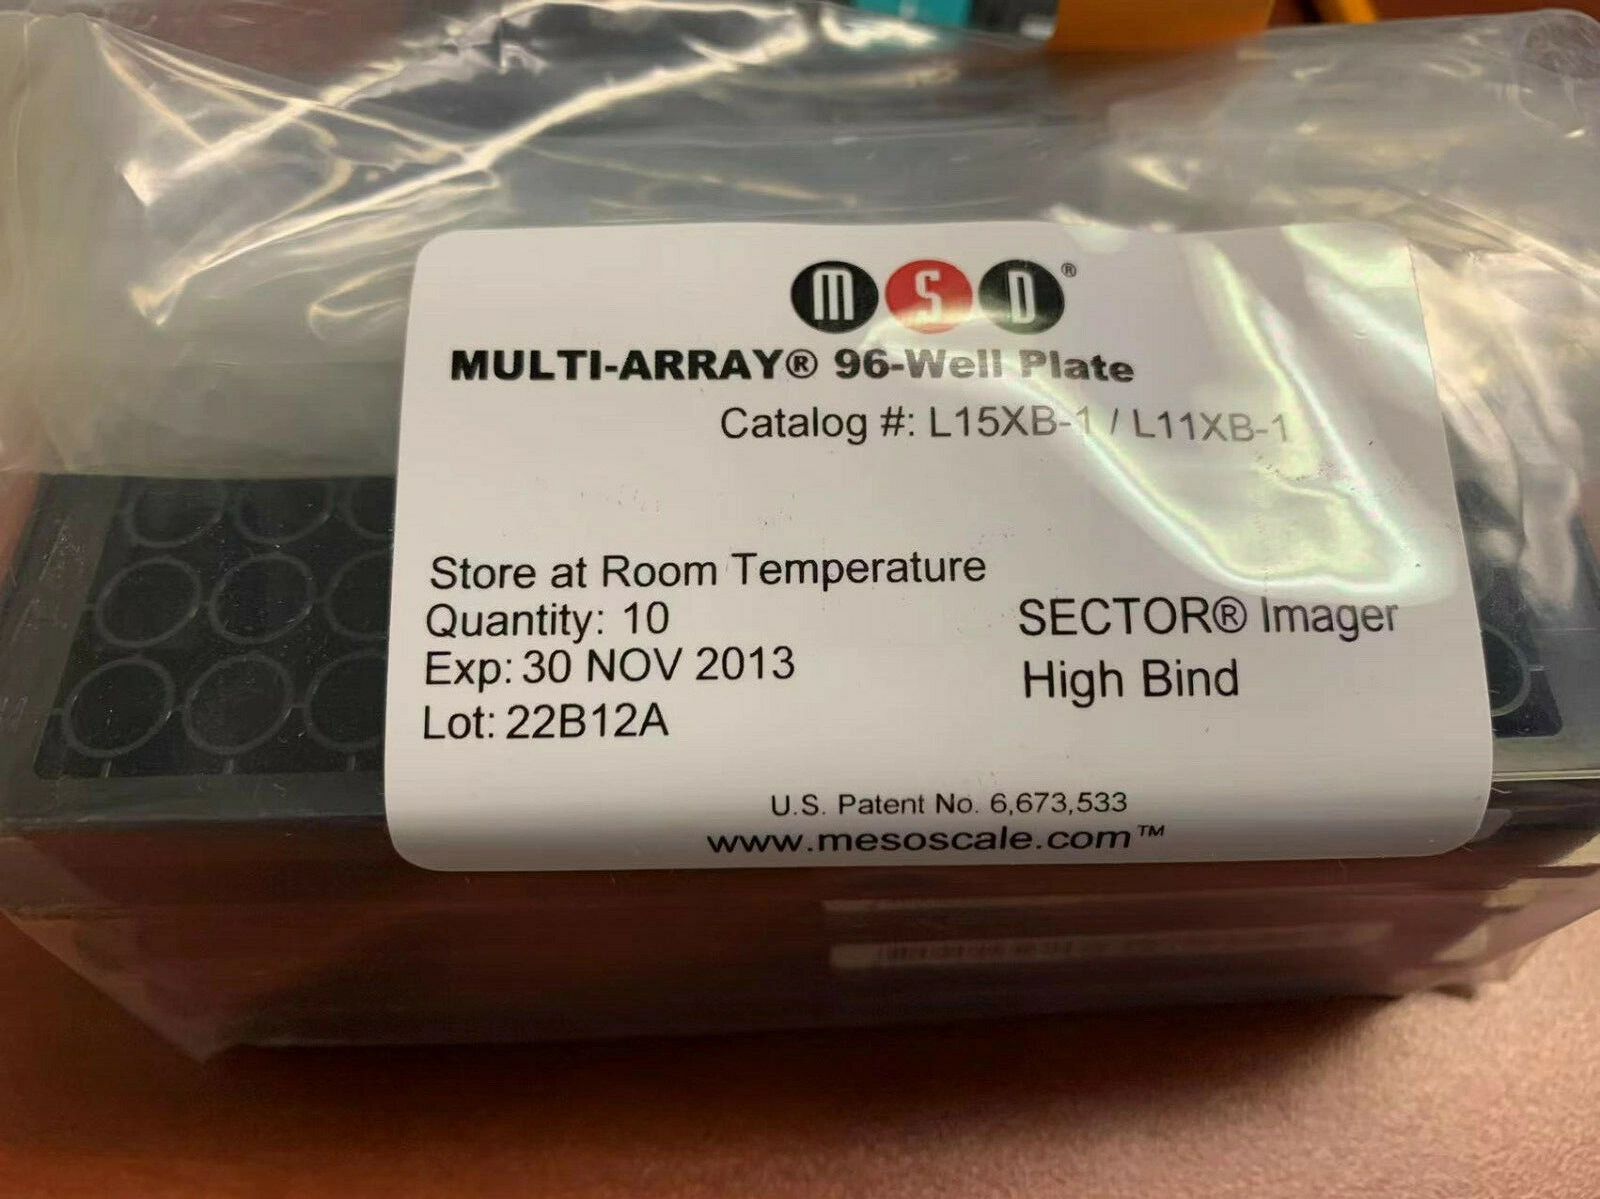 MSD®
MULTI-ARRAY® 96-Well Plate
Catalog #: L15XB-1 / L11XB-1
Store at Room Temperature
Quantity: 10
Exp: 30 NOV 2013
Lot: 22B12A
SECTOR® Imager
High Bind
U.S. Patent No. 6,673,533
www.mesoscale.com™